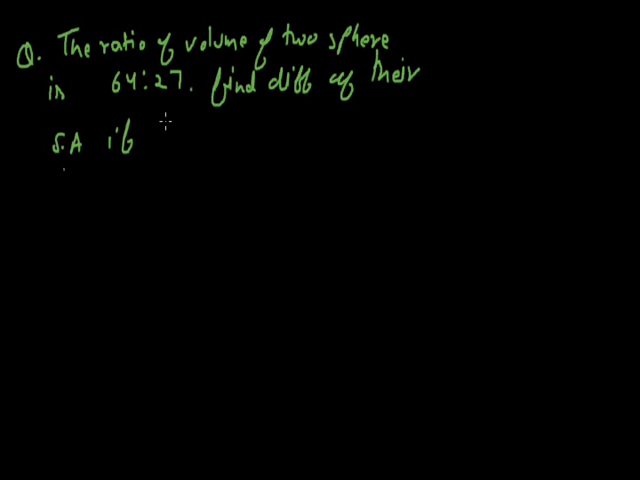 Q. The ratio of volume of two sphere
is 64:27. find diff of their
S.A if